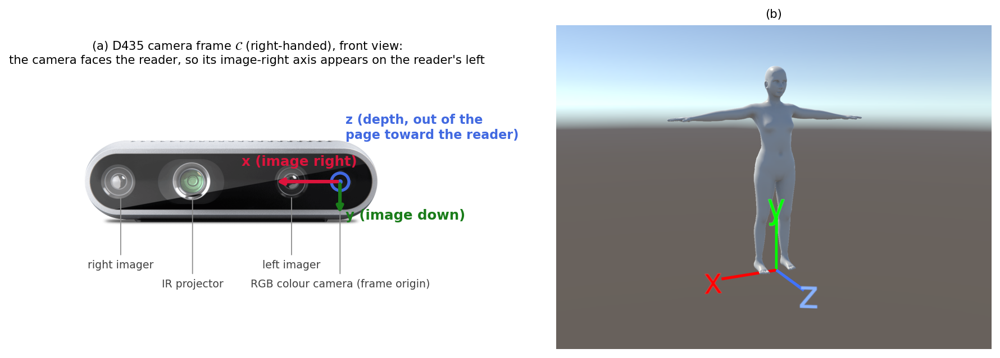 (a) D435 camera frame C (right-handed), front view:
the camera faces the reader, so its image-right axis appears on the reader's left
z (depth, out of the
page toward the reader)
x (image right)
y (image down)
right imager
left imager
IR projector
RGB colour camera (frame origin)
(b)
y
X
Z